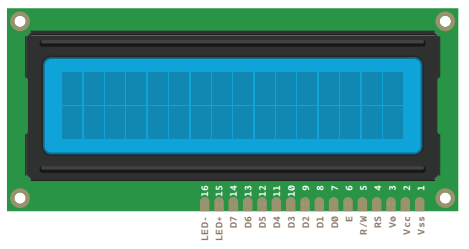 16 15 14 13 12 11 10 9 8 7 6 5 4 3 2 1
LED- LED+ D7 D6 D5 D4 D3 D2 D1 D0 E R/W RS Vo Vcc Vss